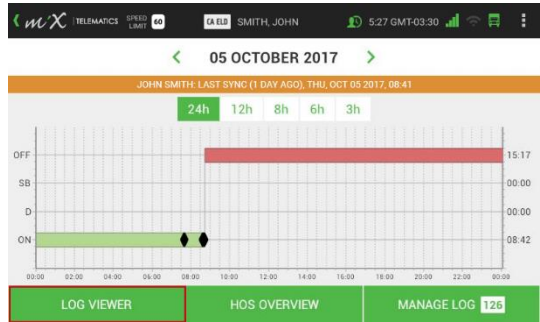 mX TELEMATICS SPEED LIMIT 60 CA ELD SMITH, JOHN 5:27 GMT-03:30
05 OCTOBER 2017
JOHN SMITH: LAST SYNC (1 DAY AGO), THU, OCT 05 2017, 08:41
24h 12h 8h 6h 3h
OFF 15:17
SB 00:00
D 00:00
ON 08:42
00:00 02:00 04:00 06:00 08:00 10:00 12:00 14:00 16:00 18:00 20:00 22:00 00:00
LOG VIEWER HOS OVERVIEW MANAGE LOG 126